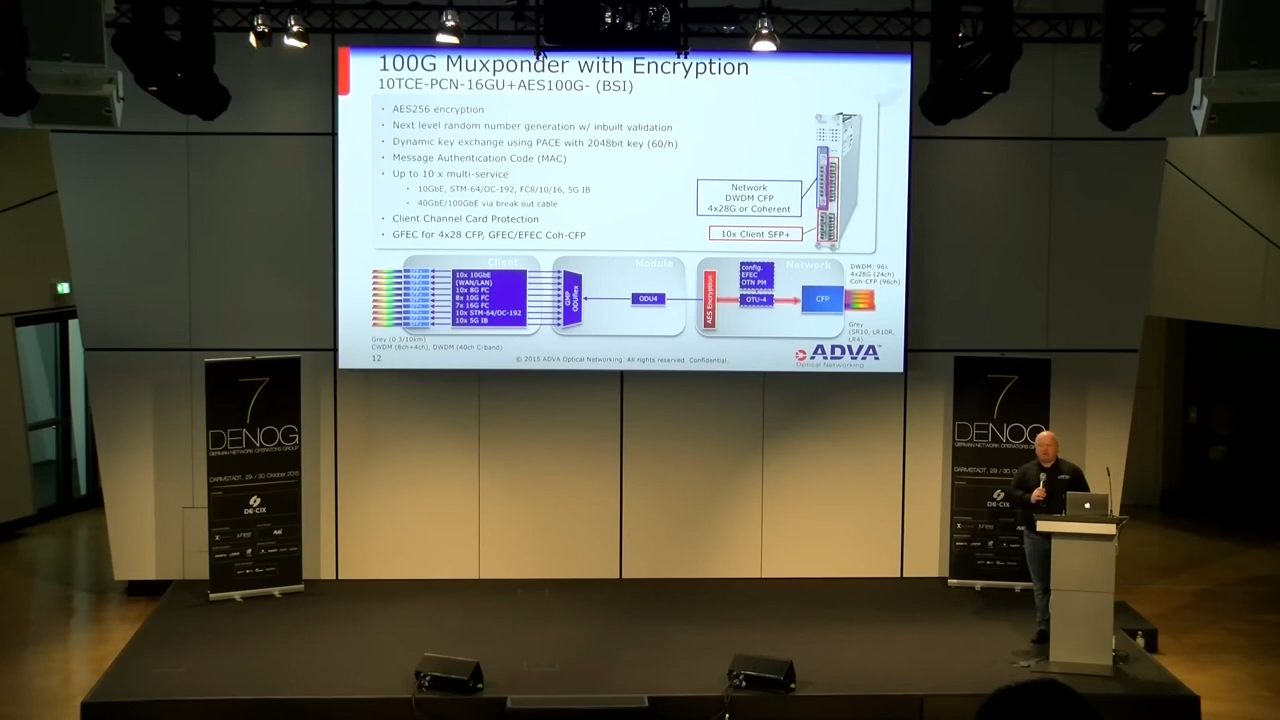 100G Muxponder with Encryption
10TCE-PCN-16GU+AES100G- (BSI)
AES256 encryption
Next level random number generation w/ inbuilt validation
Dynamic key exchange using PACE with 2048bit key (60/h)
Message Authentication Code (MAC)
Up to 10 x multi-service
10GbE, STM-64/OC-192, FC8/10/16, 5G IB
40GbE/100GbE via break out cable
Client Channel Card Protection
GFEC for 4x28 CFP, GFEC/EFEC Coh-CFP
Network
DWDM CFP
4x28G or Coherent
10x Client SFP+
Client
10x 10GbE
(WAN/LAN)
10x 8G FC
8x 10G FC
7x 16G FC
10x STM-64/OC-192
10x 5G IB
GMP
ODUflex
Module
ODU4
Network
AES Encryption
config.
EFEC
OTN PM
OTU-4
CFP
DWDM: 96λ
4x28G (24ch)
Coh-CFP (96ch)
Grey
(SR10, LR10R,
LR4)
Grey (0.3/10km)
CWDM (8ch+4ch), DWDM (40ch C-band)
12
© 2015 ADVA Optical Networking. All rights reserved. Confidential.
ADVA
Optical Networking
7
DENOG
GERMAN NETWORK OPERATORS GROUP
DARMSTADT, 29. / 30. Oktober 2015
DE-CIX
7
DENOG
GERMAN NETWORK OPERATORS GROUP
DARMSTADT, 29. / 30.
DE-CIX